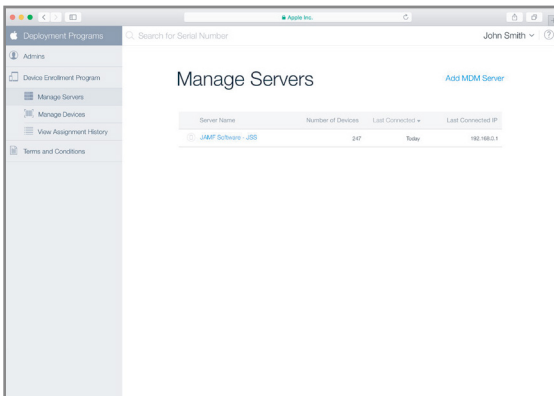 Apple Inc.
Deployment Programs
Search for Serial Number
John Smith
?
Admins
Device Enrollment Program
Manage Servers
Manage Devices
View Assignment History
Terms and Conditions
Manage Servers
Add MDM Server
Server Name Number of Devices Last Connected Last Connected IP
JAMF Software - JSS 247 Today 192.168.0.1